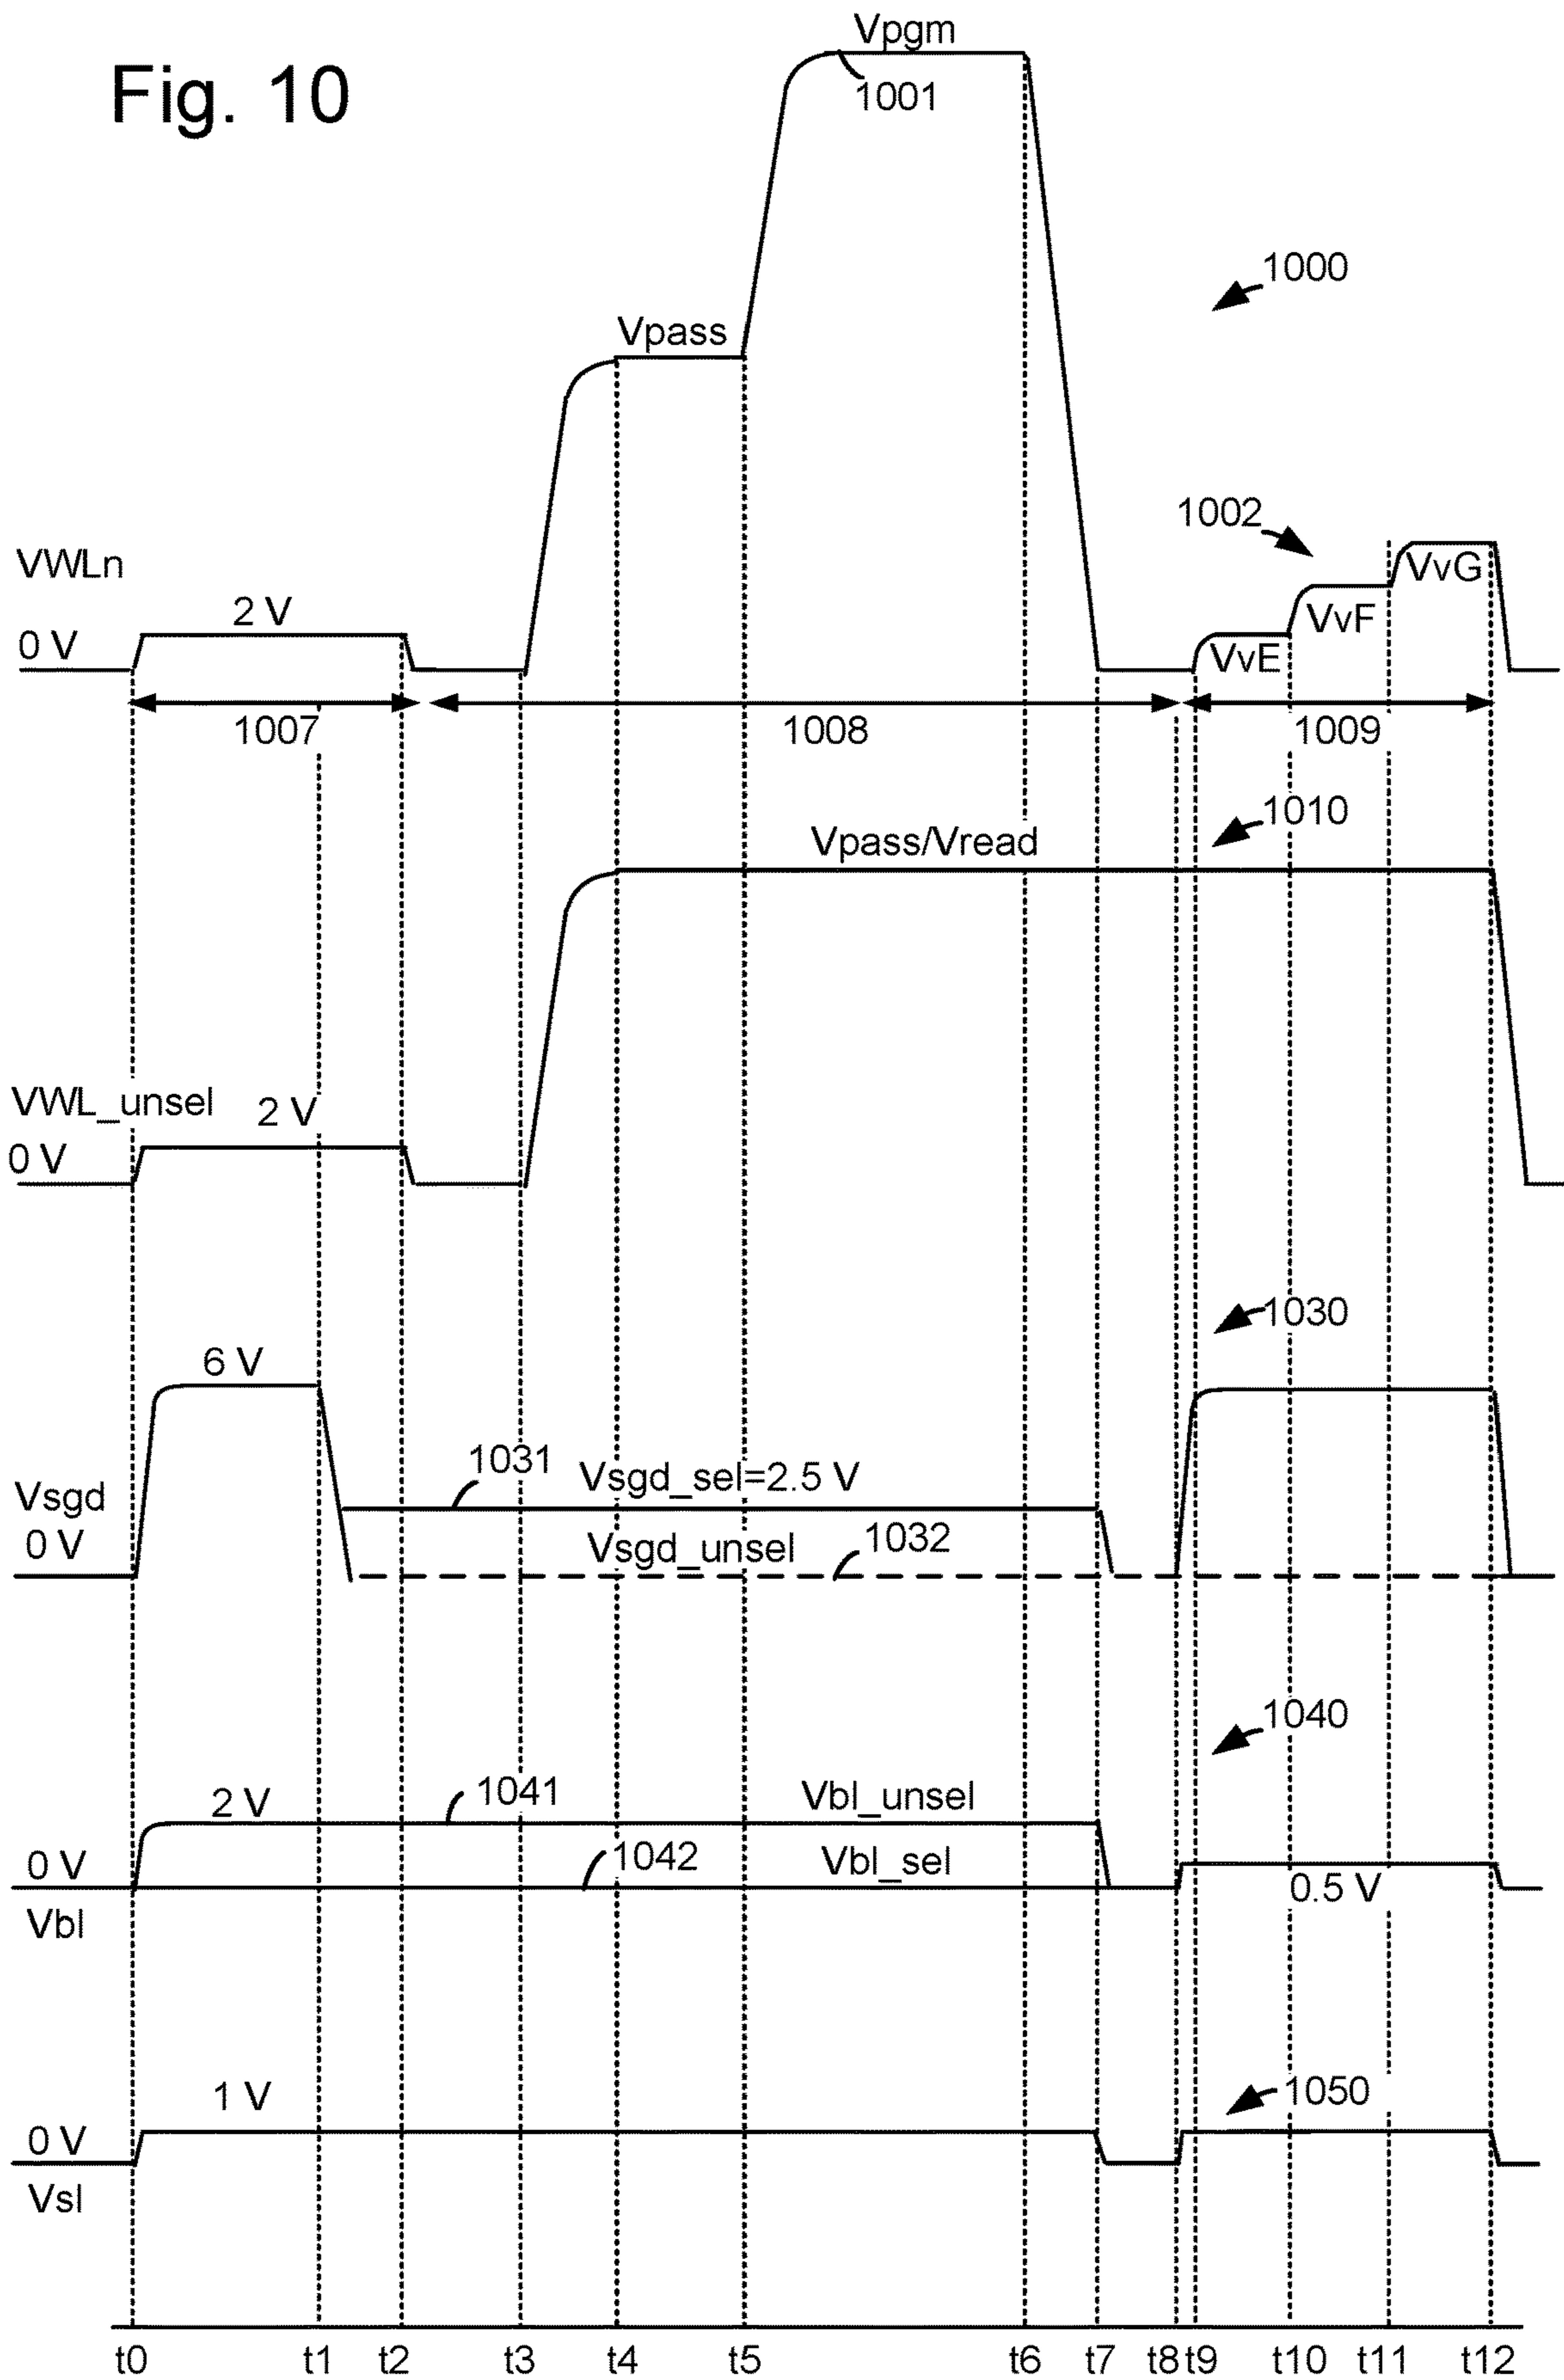 Fig. 10
Vpgm
1001
1000
Vpass
1002
VWLn
2 V
0 V
VvE
VvF
VvG
1007
1008
1009
1010
Vpass/Vread
VWL_unsel
2 V
0 V
1030
6 V
1031
Vsgd_sel=2.5 V
Vsgd
0 V
Vsgd_unsel
1032
1040
2 V
1041
Vbl_unsel
0 V
1042
Vbl_sel
0.5 V
Vbl
1050
1 V
0 V
Vsl
t0 t1 t2 t3 t4 t5 t6 t7 t8 t9 t10 t11 t12